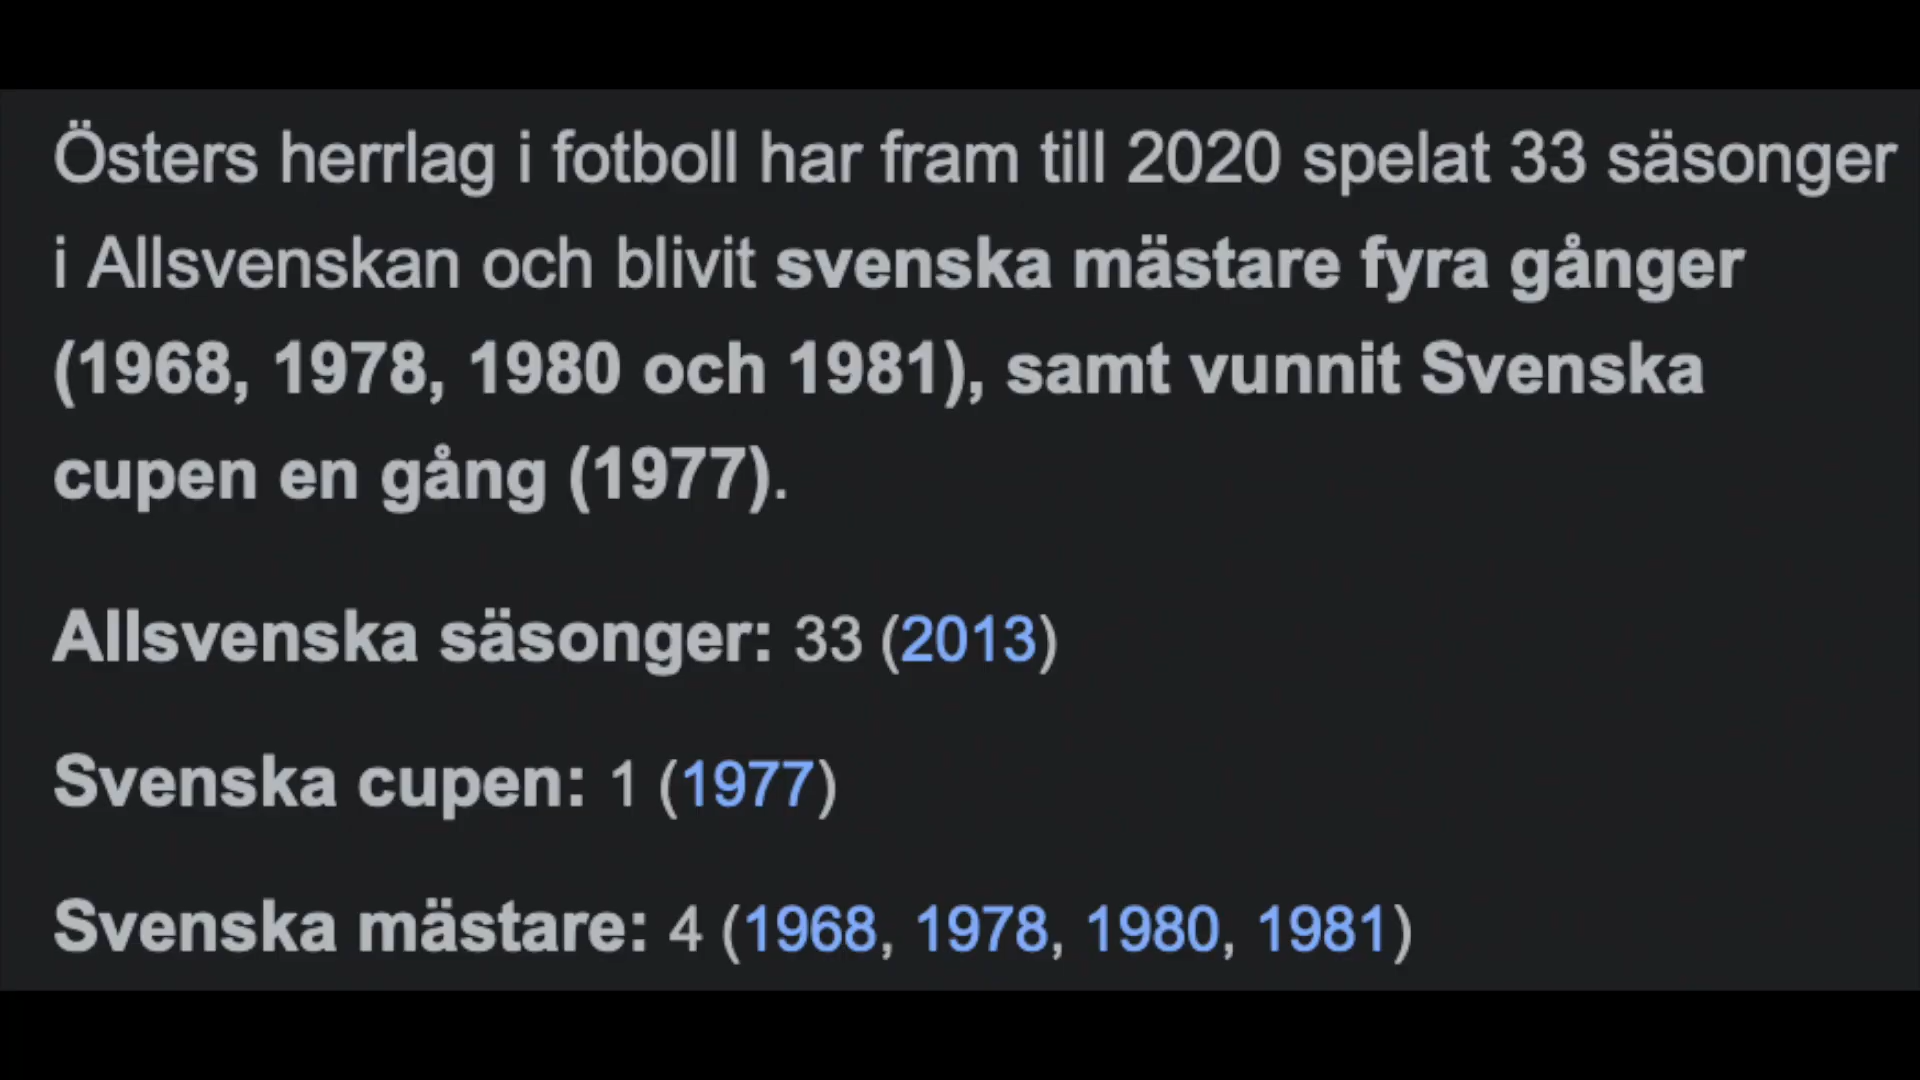 Östers herrlag i fotboll har fram till 2020 spelat 33 säsonger
i Allsvenskan och blivit svenska mästare fyra gånger
(1968, 1978, 1980 och 1981), samt vunnit Svenska
cupen en gång (1977).
Allsvenska säsonger: 33 (2013)
Svenska cupen: 1 (1977)
Svenska mästare: 4 (1968, 1978, 1980, 1981)